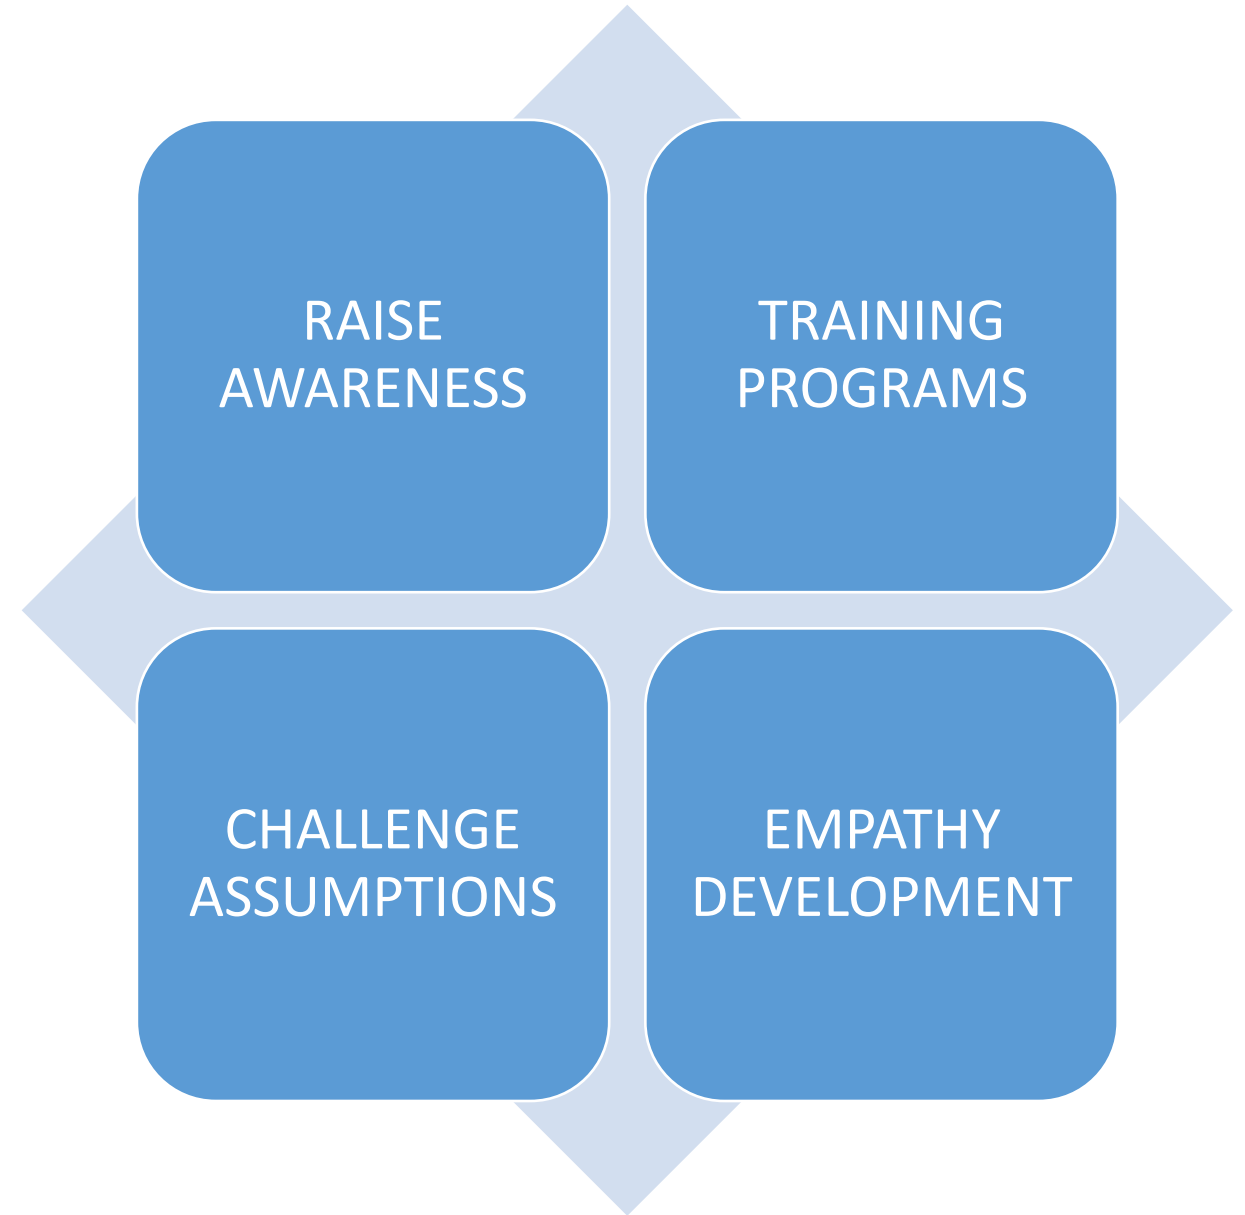 RAISE
AWARENESS
TRAINING
PROGRAMS
CHALLENGE
ASSUMPTIONS
EMPATHY
DEVELOPMENT